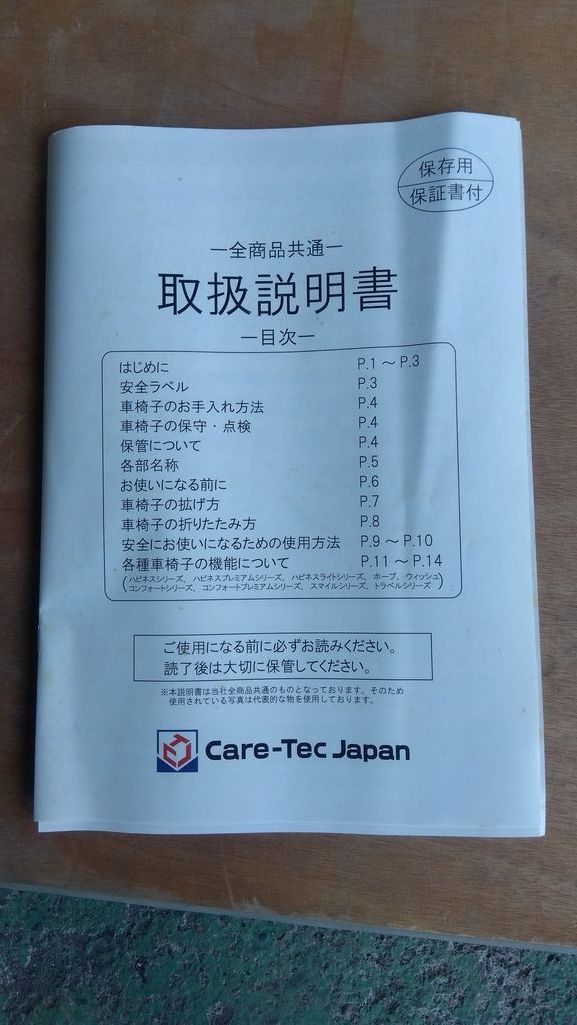 保存用
保証書付
―全商品共通―
取扱説明書
―目次―
はじめに P.1 ～ P.3
安全ラベル P.3
車椅子のお手入れ方法 P.4
車椅子の保守・点検 P.4
保管について P.4
各部名称 P.5
お使いになる前に P.6
車椅子の拡げ方 P.7
車椅子の折りたたみ方 P.8
安全にお使いになるための使用方法 P.9 ～ P.10
各種車椅子の機能について P.11 ～ P.14
(ハピネスシリーズ、ハピネスプレミアムシリーズ、ハピネスライトシリーズ、ホープ、ウィッシュ
コンフォートシリーズ、コンフォートプレミアムシリーズ、スマイルシリーズ、トラベルシリーズ)
ご使用になる前に必ずお読みください。
読了後は大切に保管してください。
※本説明書は当社全商品共通のものとなっております。そのため
使用されている写真は代表的な物を使用しております。
Care-Tec Japan